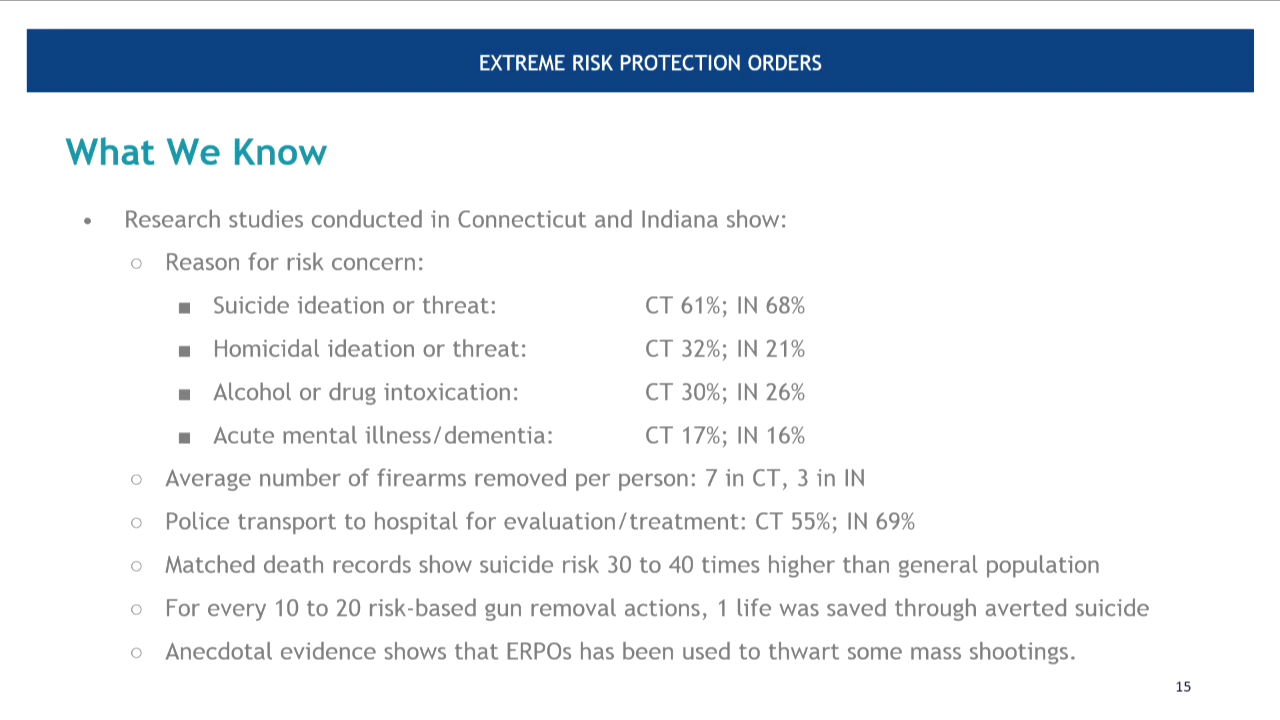 EXTREME RISK PROTECTION ORDERS
What We Know
• Research studies conducted in Connecticut and Indiana show:
○ Reason for risk concern:
■ Suicide ideation or threat: CT 61%; IN 68%
■ Homicidal ideation or threat: CT 32%; IN 21%
■ Alcohol or drug intoxication: CT 30%; IN 26%
■ Acute mental illness/dementia: CT 17%; IN 16%
○ Average number of firearms removed per person: 7 in CT, 3 in IN
○ Police transport to hospital for evaluation/treatment: CT 55%; IN 69%
○ Matched death records show suicide risk 30 to 40 times higher than general population
○ For every 10 to 20 risk-based gun removal actions, 1 life was saved through averted suicide
○ Anecdotal evidence shows that ERPOs has been used to thwart some mass shootings.
15